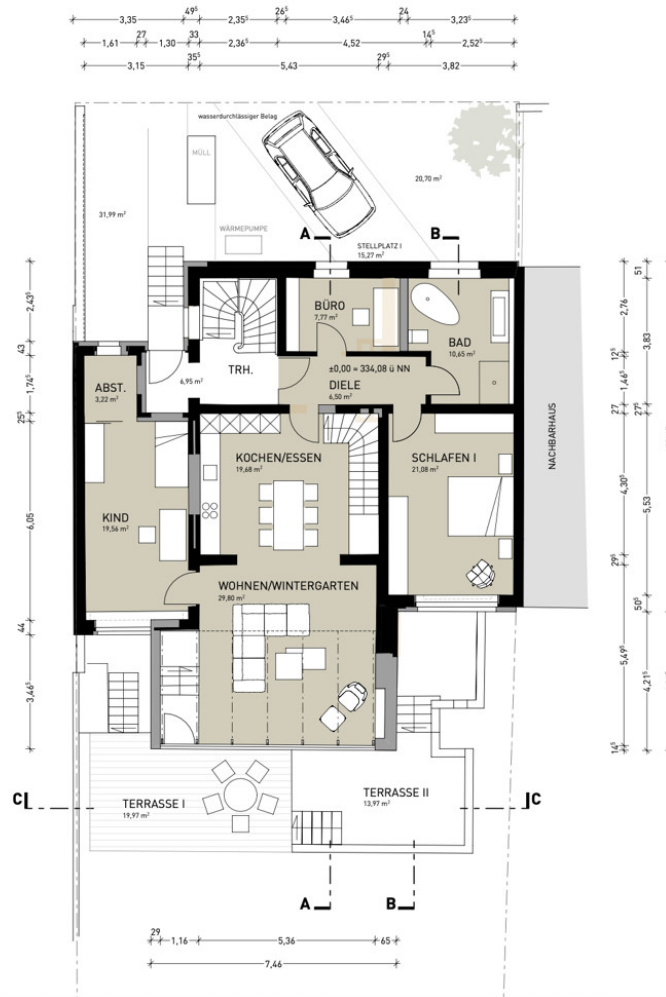 3,35
49⁵
2,35
26⁵
3,46⁵
24
3,23⁵
1,61
27
1,30
33
2,36⁵
4,52
14⁵
2,52⁵
3,15
35⁵
5,43
29⁵
3,82
wasserdurchlässiger Belag
MÜLL
20,70 m²
31,99 m²
WÄRMEPUMPE
A
B
STELLPLATZ I
15,27 m²
2,43⁵
43
1,74⁵
25⁵
6,05
44
3,46⁵
BÜRO
7,77 m²
BAD
10,65 m²
TRH.
6,95 m²
±0,00 = 334,08 ü NN
DIELE
6,50 m²
ABST.
3,22 m²
KOCHEN/ESSEN
19,68 m²
SCHLAFEN I
21,08 m²
KIND
19,56 m²
WOHNEN/WINTERGARTEN
29,80 m²
NACHBARHAUS
2,76
12⁵
1,46⁵
27
4,30⁵
29⁵
5,49⁵
14⁵
51
3,83
27⁵
5,53
50⁵
4,21⁵
C
C
TERRASSE I
19,97 m²
TERRASSE II
13,97 m²
A
B
29
1,16
5,36
65
7,46